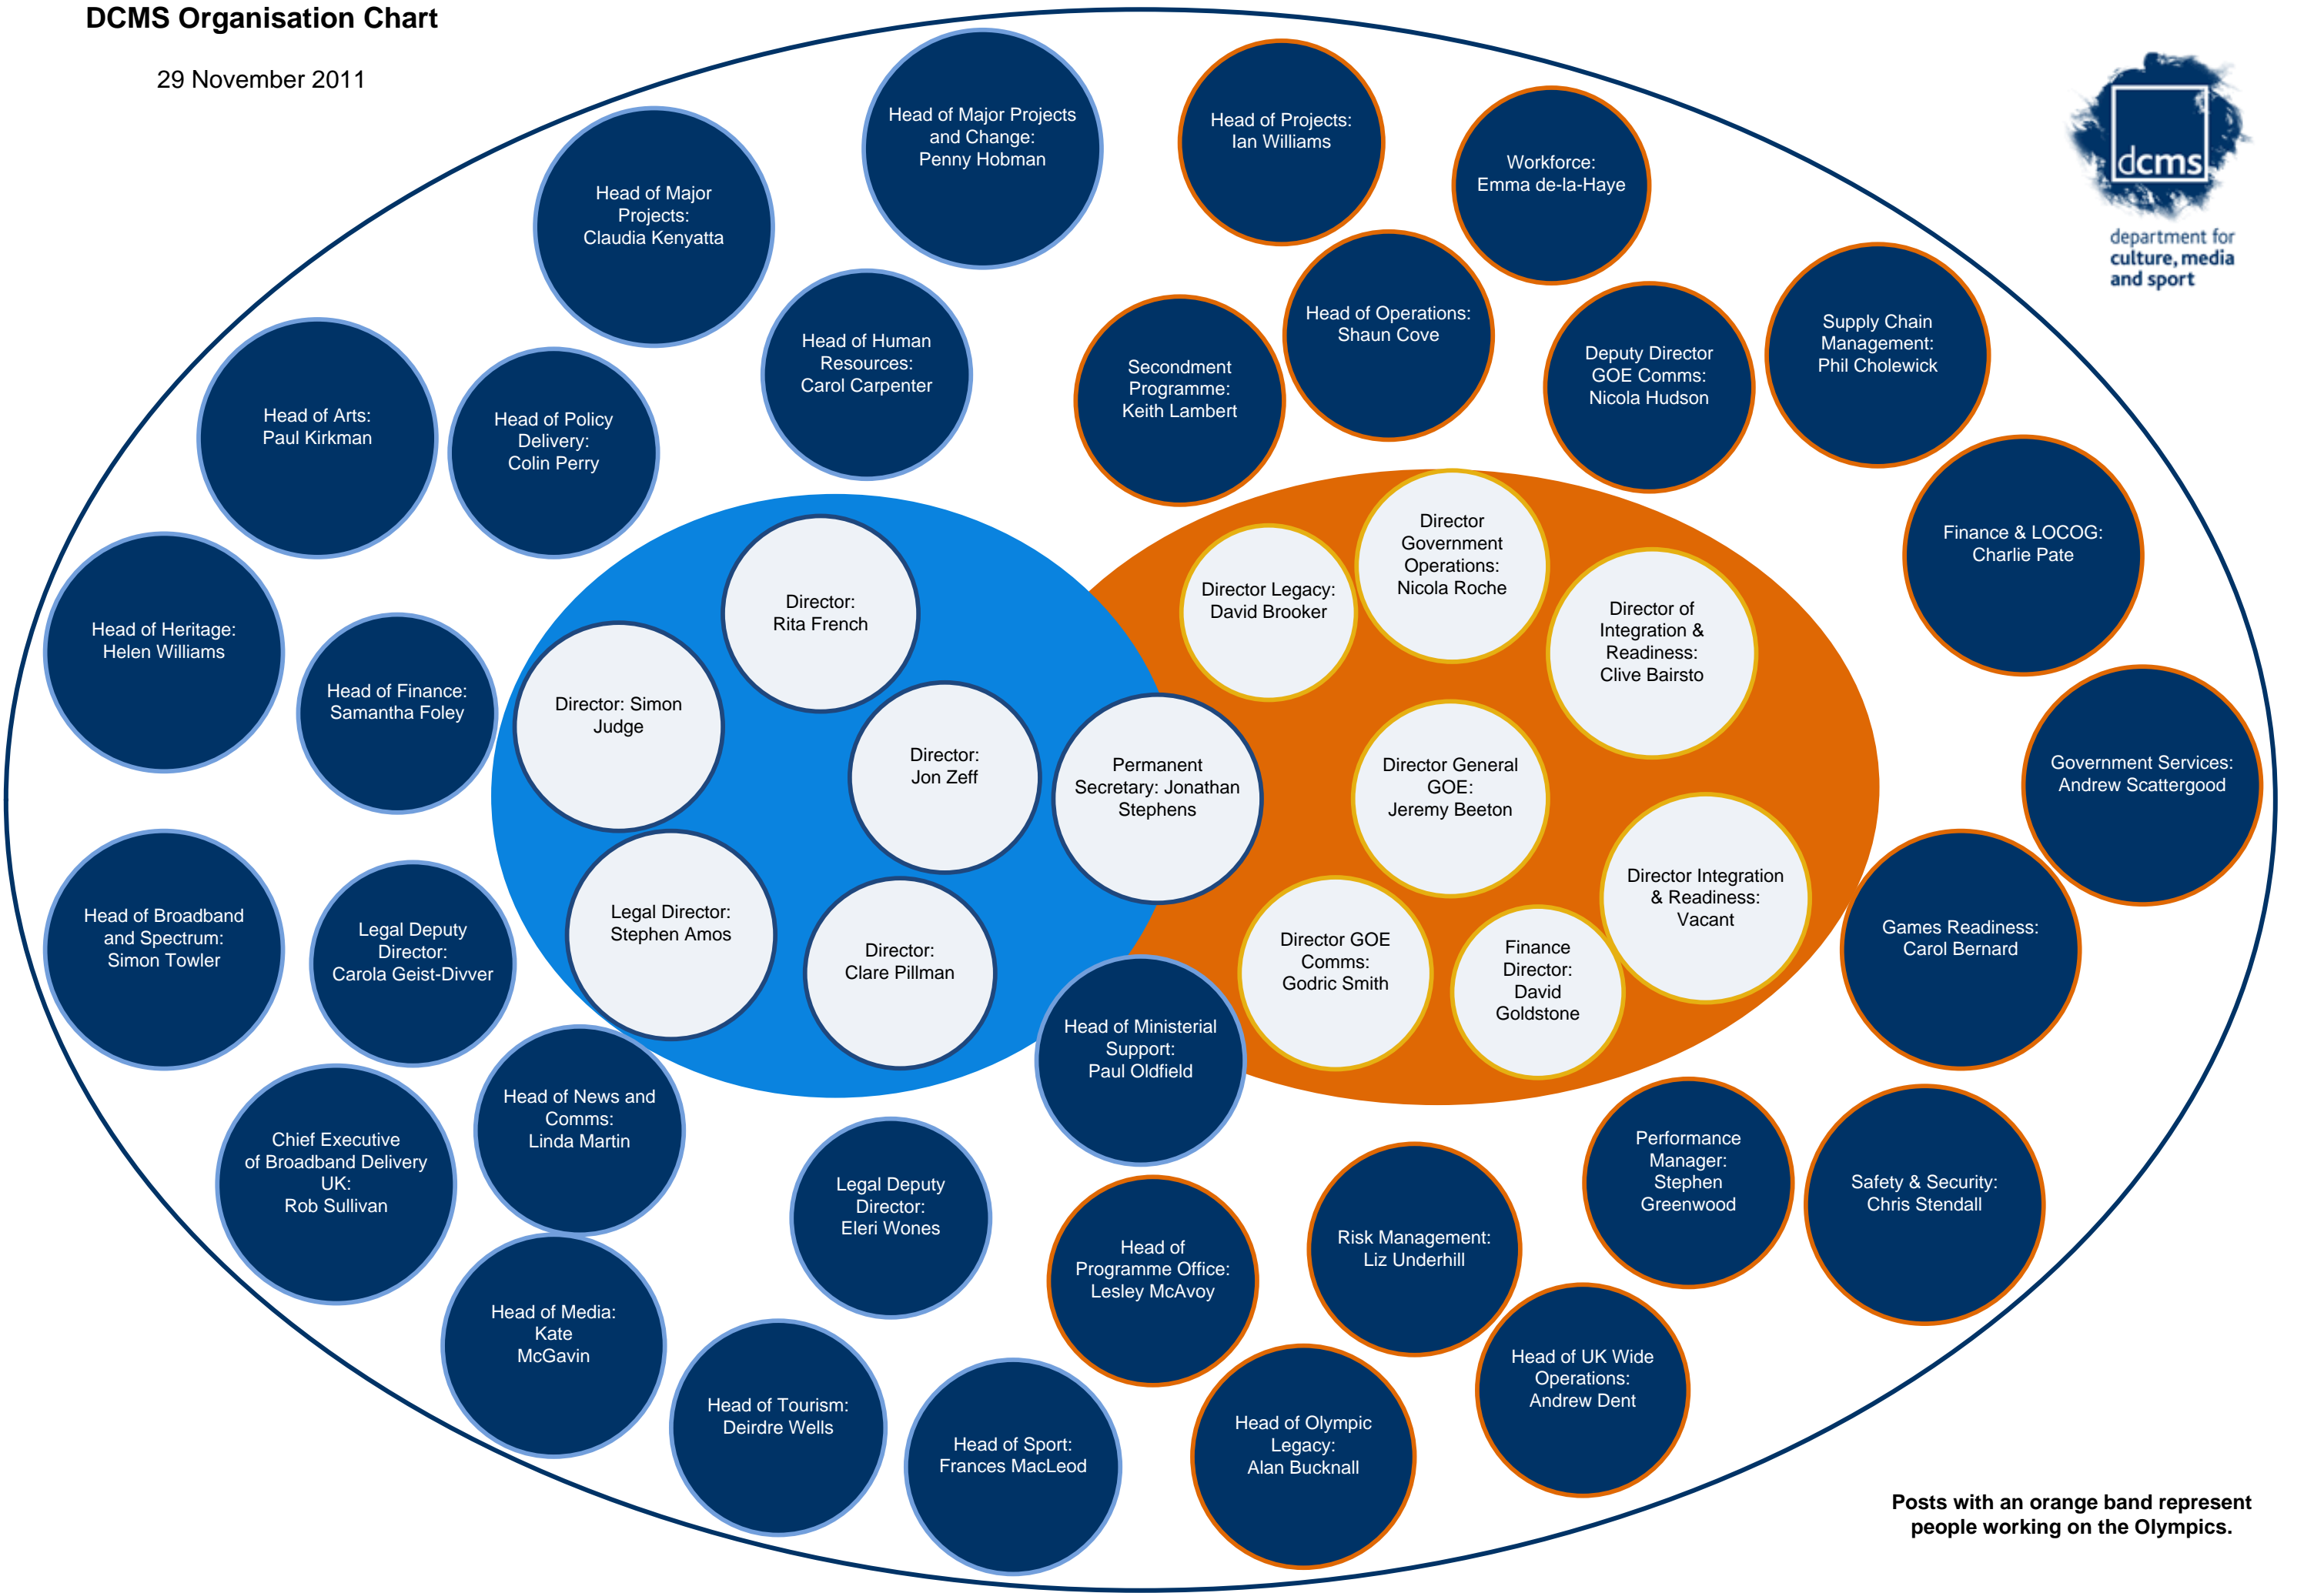 DCMS Organisation Chart
29 November 2011
dcms
department for
culture, media
and sport
Head of Major Projects
and Change:
Penny Hobman
Head of Projects:
Ian Williams
Workforce:
Emma de-la-Haye
Head of Major
Projects:
Claudia Kenyatta
Head of Human
Resources:
Carol Carpenter
Secondment
Programme:
Keith Lambert
Head of Operations:
Shaun Cove
Deputy Director
GOE Comms:
Nicola Hudson
Supply Chain
Management:
Phil Cholewick
Head of Arts:
Paul Kirkman
Head of Policy
Delivery:
Colin Perry
Finance & LOCOG:
Charlie Pate
Head of Heritage:
Helen Williams
Head of Finance:
Samantha Foley
Director: Simon
Judge
Director:
Rita French
Director:
Jon Zeff
Permanent
Secretary: Jonathan
Stephens
Director Legacy:
David Brooker
Director
Government
Operations:
Nicola Roche
Director of
Integration &
Readiness:
Clive Bairsto
Director General
GOE:
Jeremy Beeton
Government Services:
Andrew Scattergood
Head of Broadband
and Spectrum:
Simon Towler
Legal Deputy
Director:
Carola Geist-Divver
Legal Director:
Stephen Amos
Director:
Clare Pillman
Director GOE
Comms:
Godric Smith
Finance
Director:
David
Goldstone
Director Integration
& Readiness:
Vacant
Games Readiness:
Carol Bernard
Head of Ministerial
Support:
Paul Oldfield
Chief Executive
of Broadband Delivery
UK:
Rob Sullivan
Head of News and
Comms:
Linda Martin
Legal Deputy
Director:
Eleri Wones
Head of
Programme Office:
Lesley McAvoy
Risk Management:
Liz Underhill
Performance
Manager:
Stephen
Greenwood
Safety & Security:
Chris Stendall
Head of Media:
Kate
McGavin
Head of Tourism:
Deirdre Wells
Head of Sport:
Frances MacLeod
Head of Olympic
Legacy:
Alan Bucknall
Head of UK Wide
Operations:
Andrew Dent
Posts with an orange band represent
people working on the Olympics.